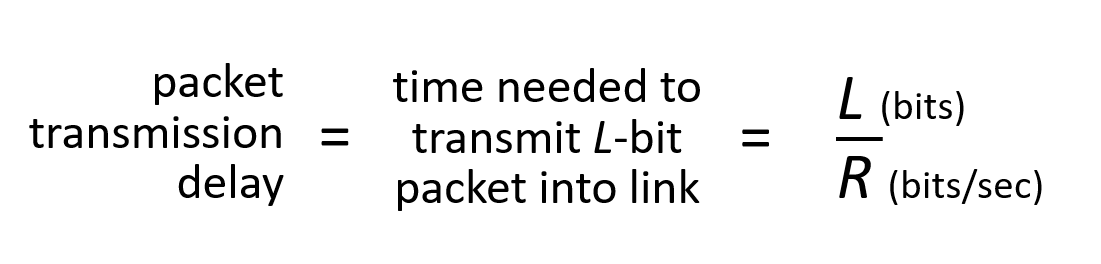 packet
transmission
delay
=
time needed to
transmit L-bit
packet into link
=
L (bits)
R (bits/sec)